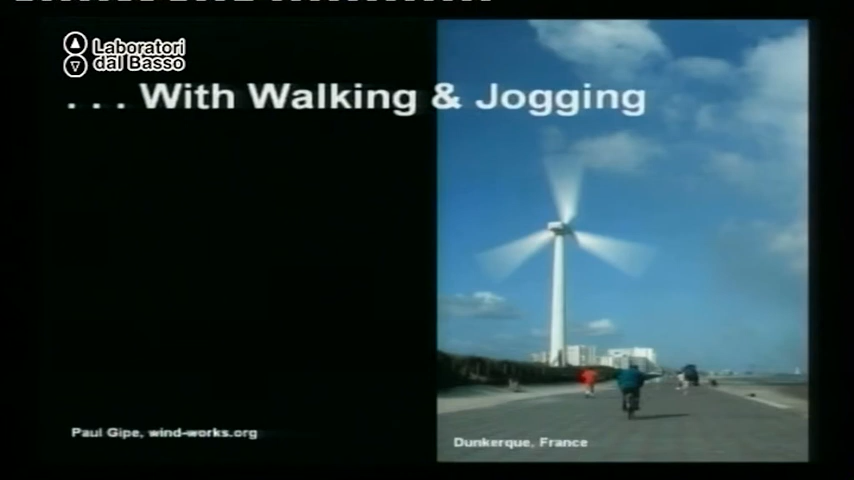 Laboratori
dal Basso
. . . With Walking & Jogging
Paul Gipe, wind-works.org
Dunkerque, France